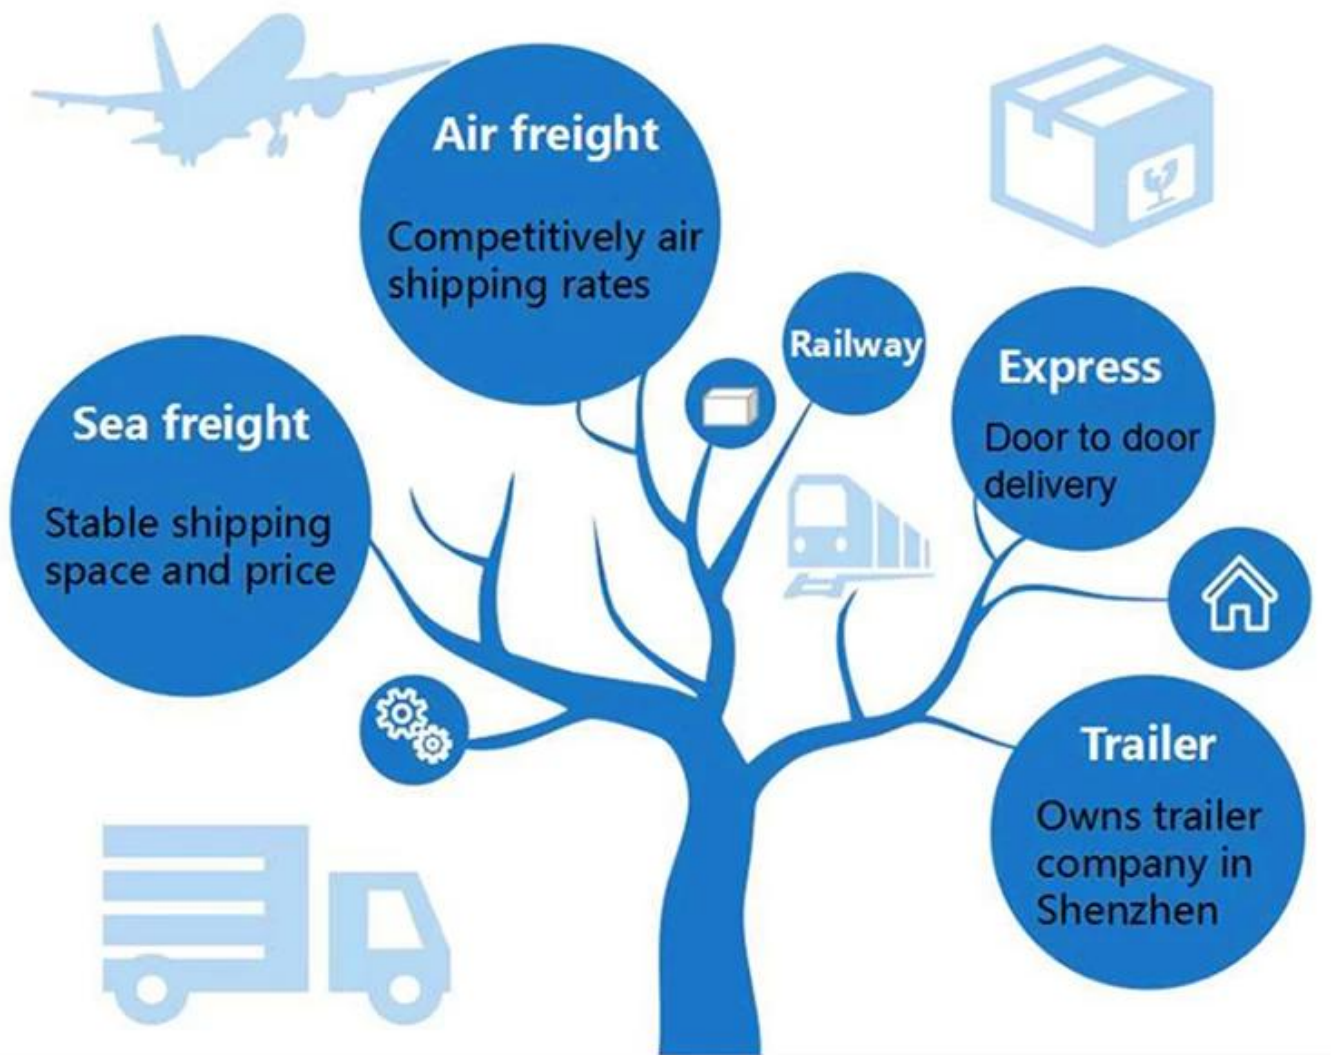 Air freight
Competitively air
shipping rates
Railway
Express
Door to door
delivery
Sea freight
Stable shipping
space and price
Trailer
Owns trailer
company in
Shenzhen